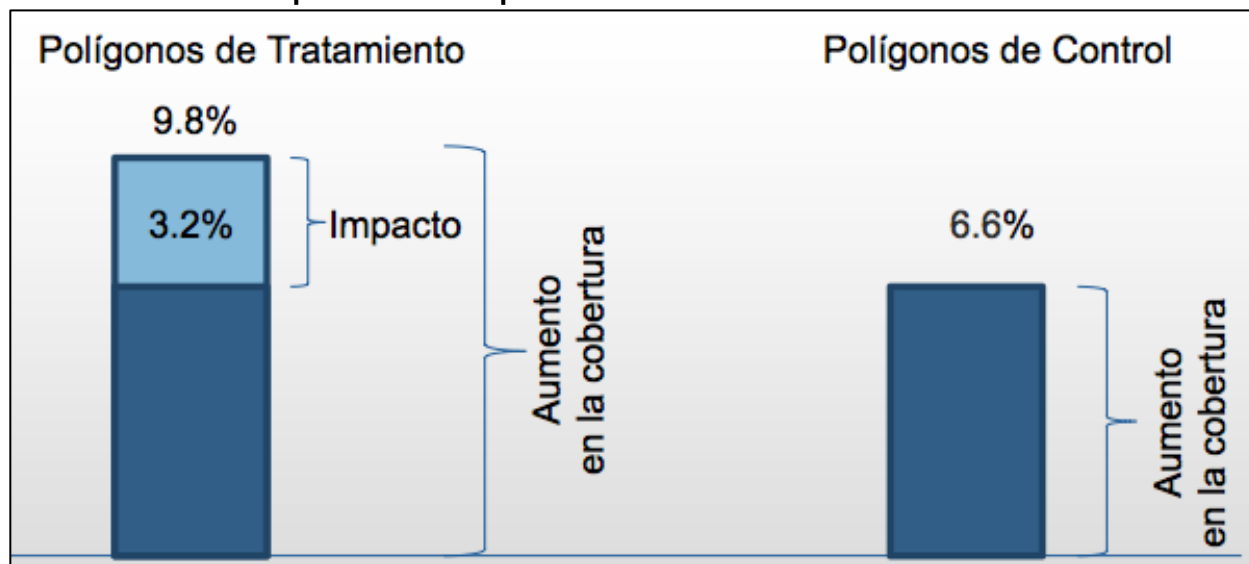 Polígonos de Tratamiento
Polígonos de Control
9.8%
3.2%
Impacto
Aumento
en la cobertura
6.6%
Aumento
en la cobertura